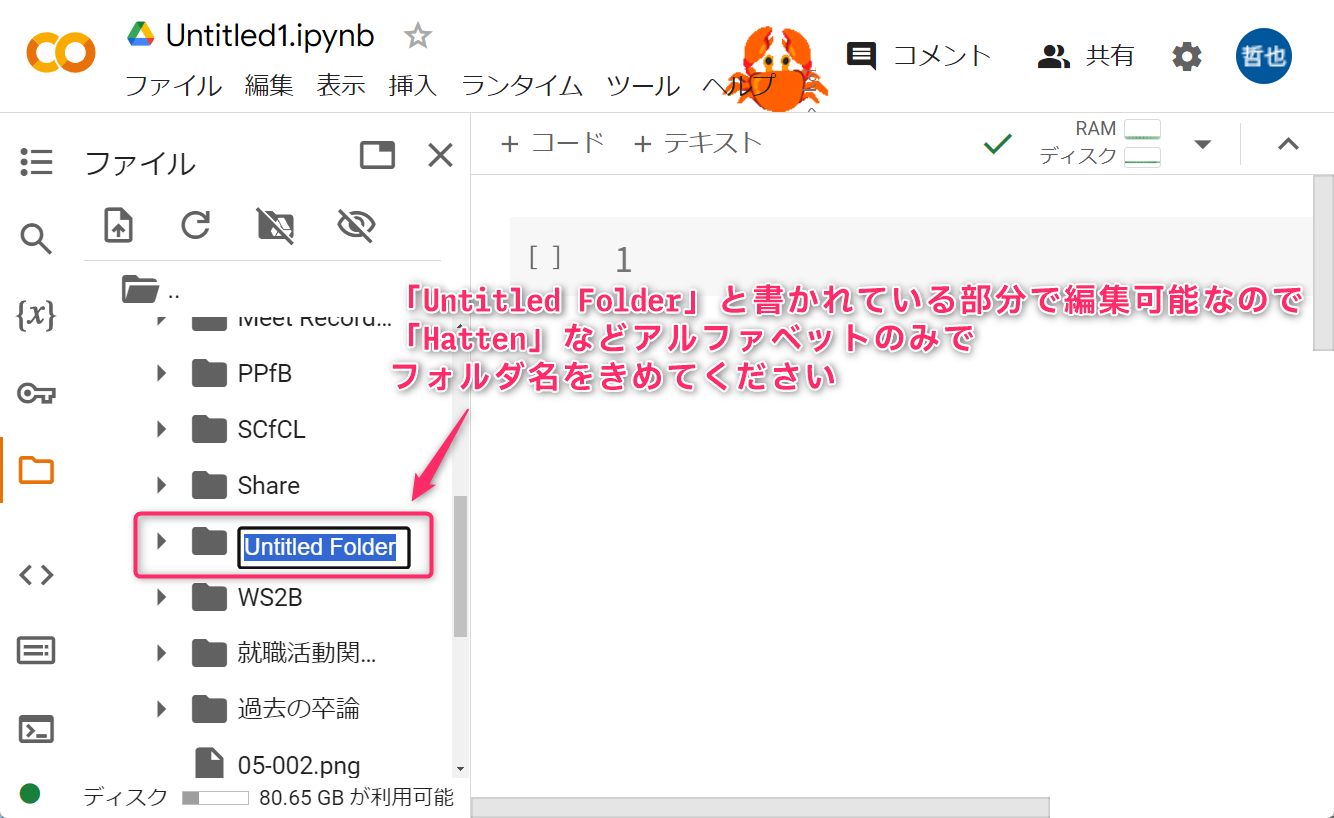 Untitled1.ipynb
ファイル 編集 表示 挿入 ランタイム ツール ヘルプ
コメント
共有
哲也
ファイル
+ コード + テキスト
RAM
ディスク
{x}
[ ] 1
..
Meet Record...
PPfB
SCfCL
Share
Untitled Folder
WS2B
就職活動関...
過去の卒論
05-002.png
ディスク 80.65 GB が利用可能
「Untitled Folder」と書かれている部分で編集可能なので
「Hatten」などアルファベットのみで
フォルダ名をきめてください